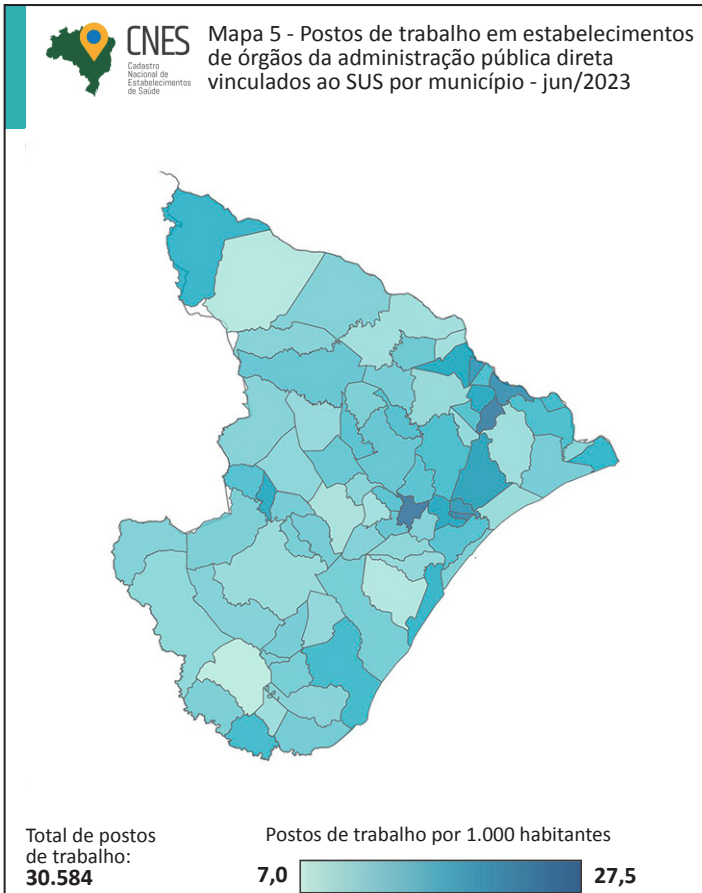 CNES
Cadastro
Nacional de
Estabelecimentos
de Saúde
Mapa 5 - Postos de trabalho em estabelecimentos
de órgãos da administração pública direta
vinculados ao SUS por município - jun/2023
Total de postos
de trabalho:
30.584
Postos de trabalho por 1.000 habitantes
7,0
27,5